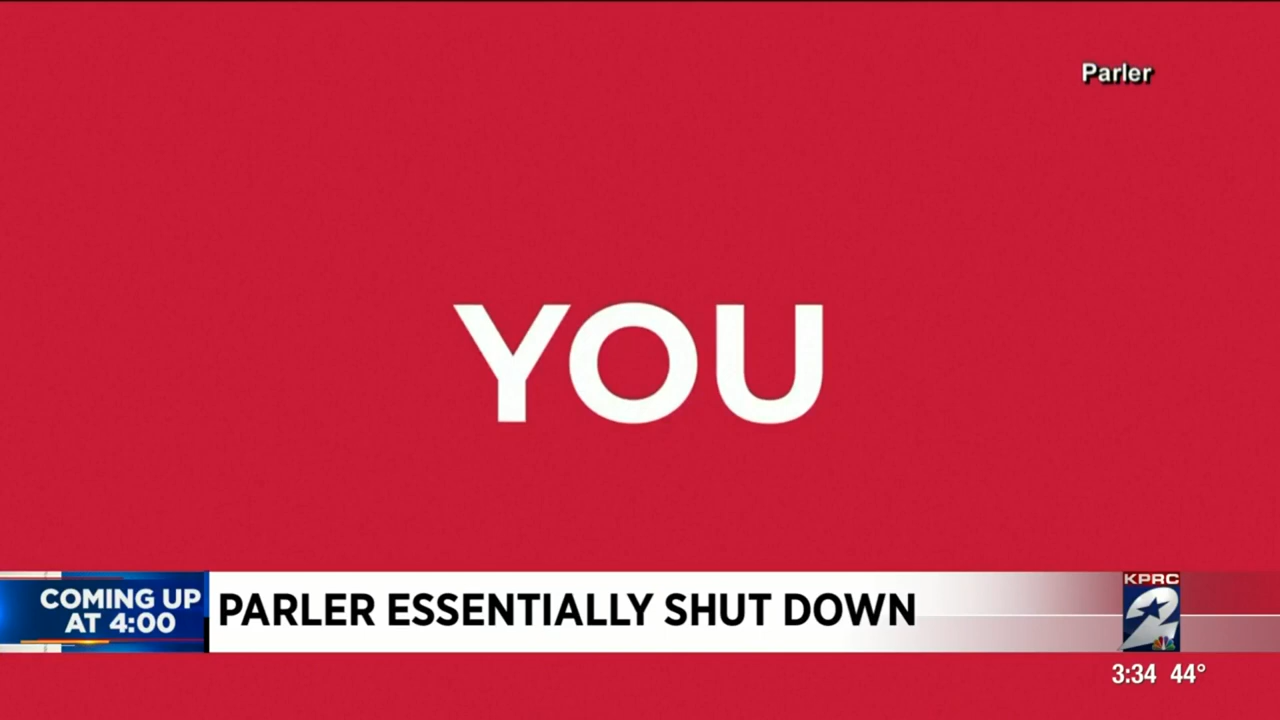 Parler
YOU
COMING UP
AT 4:00
PARLER ESSENTIALLY SHUT DOWN
KPRC
2
3:34 44°